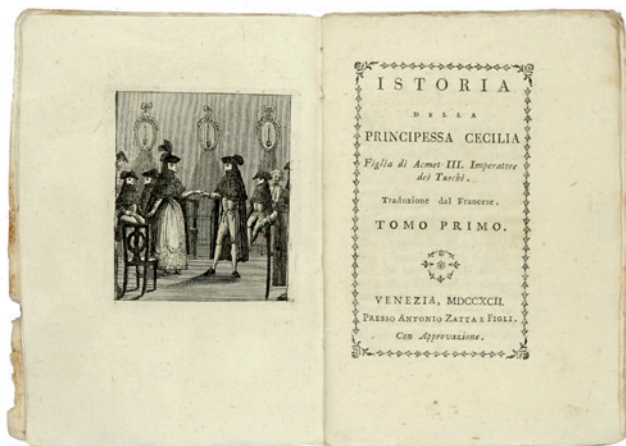 ISTORIA
DELLA
PRINCIPESSA CECILIA
Figlia di Acmet III. Imperatore
dei Turchi.
Traduzione dal Francese.
TOMO PRIMO.
VENEZIA, MDCCXCII.
PRESSO ANTONIO ZATTA E FIGLI.
Con Approvazione.